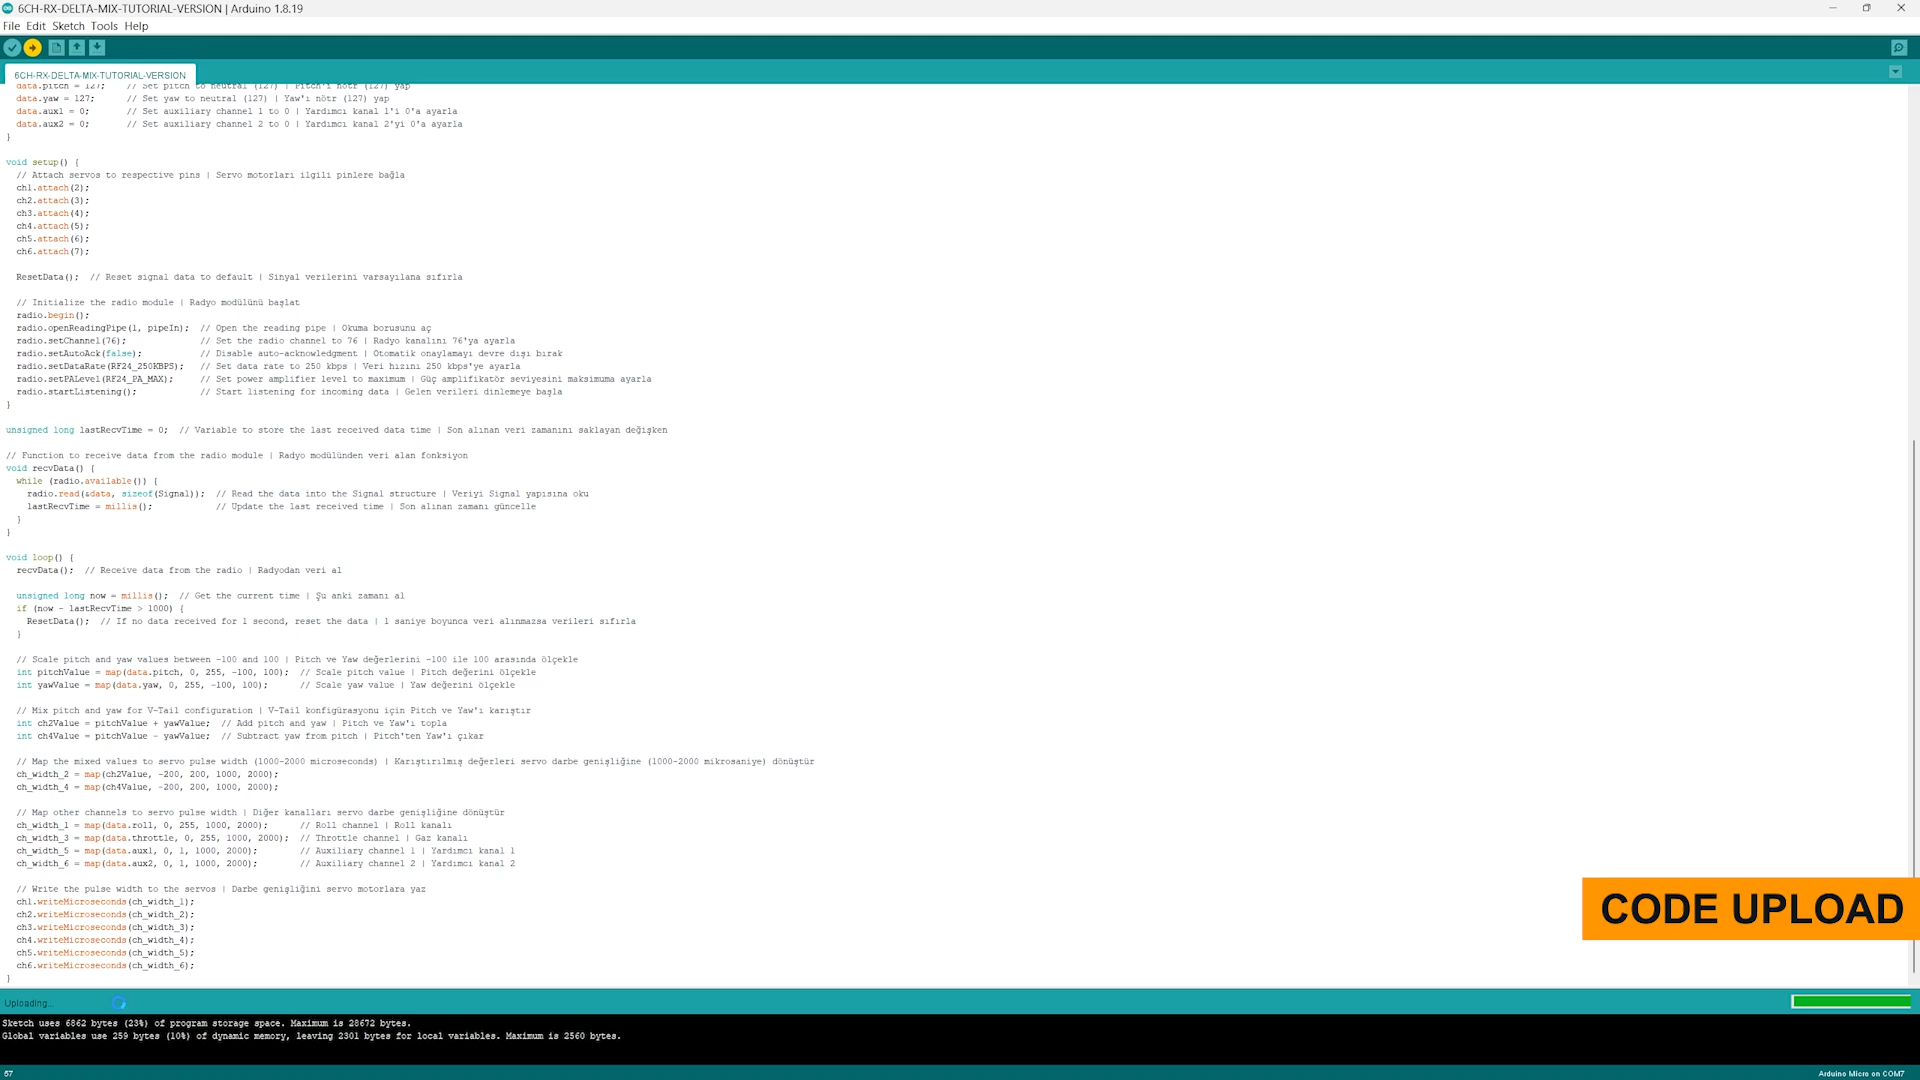 6CH-RX-DELTA-MIX-TUTORIAL-VERSION | Arduino 1.8.19
File Edit Sketch Tools Help
6CH-RX-DELTA-MIX-TUTORIAL-VERSION
data.pitch = 127;    // Set pitch to neutral (127) | Pitch'i nötr (127) yap
data.yaw = 127;      // Set yaw to neutral (127) | Yaw'ı nötr (127) yap
data.aux1 = 0;       // Set auxiliary channel 1 to 0 | Yardımcı kanal 1'i 0'a ayarla
data.aux2 = 0;       // Set auxiliary channel 2 to 0 | Yardımcı kanal 2'yi 0'a ayarla
}
void setup() {
// Attach servos to respective pins | Servo motorları ilgili pinlere bağla
ch1.attach(2);
ch2.attach(3);
ch3.attach(4);
ch4.attach(5);
ch5.attach(6);
ch6.attach(7);
ResetData();  // Reset signal data to default | Sinyal verilerini varsayılana sıfırla
// Initialize the radio module | Radyo modülünü başlat
radio.begin();
radio.openReadingPipe(1, pipeIn);  // Open the reading pipe | Okuma borusunu aç
radio.setChannel(76);              // Set the radio channel to 76 | Radyo kanalını 76'ya ayarla
radio.setAutoAck(false);           // Disable auto-acknowledgment | Otomatik onaylamayı devre dışı bırak
radio.setDataRate(RF24_250KBPS);   // Set data rate to 250 kbps | Veri hızını 250 kbps'ye ayarla
radio.setPALevel(RF24_PA_MAX);     // Set power amplifier level to maximum | Güç amplifikatör seviyesini maksimuma ayarla
radio.startListening();            // Start listening for incoming data | Gelen verileri dinlemeye başla
}
unsigned long lastRecvTime = 0;  // Variable to store the last received data time | Son alınan veri zamanını saklayan değişken
// Function to receive data from the radio module | Radyo modülünden veri alan fonksiyon
void recvData() {
while (radio.available()) {
radio.read(&data, sizeof(Signal));  // Read the data into the Signal structure | Veriyi Signal yapısına oku
lastRecvTime = millis();            // Update the last received time | Son alınan zamanı güncelle
}
}
void loop() {
recvData();  // Receive data from the radio | Radyodan veri al
unsigned long now = millis();  // Get the current time | Şu anki zamanı al
if (now - lastRecvTime > 1000) {
ResetData();  // If no data received for 1 second, reset the data | 1 saniye boyunca veri alınmazsa verileri sıfırla
}
// Scale pitch and yaw values between -100 and 100 | Pitch ve Yaw değerlerini -100 ile 100 arasında ölçekle
int pitchValue = map(data.pitch, 0, 255, -100, 100);  // Scale pitch value | Pitch değerini ölçekle
int yawValue = map(data.yaw, 0, 255, -100, 100);      // Scale yaw value | Yaw değerini ölçekle
// Mix pitch and yaw for V-Tail configuration | V-Tail konfigürasyonu için Pitch ve Yaw'ı karıştır
int ch2Value = pitchValue + yawValue;  // Add pitch and yaw | Pitch ve Yaw'ı topla
int ch4Value = pitchValue - yawValue;  // Subtract yaw from pitch | Pitch'ten Yaw'ı çıkar
// Map the mixed values to servo pulse width (1000-2000 microseconds) | Karıştırılmış değerleri servo darbe genişliğine (1000-2000 mikrosaniye) dönüştür
ch_width_2 = map(ch2Value, -200, 200, 1000, 2000);
ch_width_4 = map(ch4Value, -200, 200, 1000, 2000);
// Map other channels to servo pulse width | Diğer kanalları servo darbe genişliğine dönüştür
ch_width_1 = map(data.roll, 0, 255, 1000, 2000);      // Roll channel | Roll kanalı
ch_width_3 = map(data.throttle, 0, 255, 1000, 2000);  // Throttle channel | Gaz kanalı
ch_width_5 = map(data.aux1, 0, 1, 1000, 2000);        // Auxiliary channel 1 | Yardımcı kanal 1
ch_width_6 = map(data.aux2, 0, 1, 1000, 2000);        // Auxiliary channel 2 | Yardımcı kanal 2
// Write the pulse width to the servos | Darbe genişliğini servo motorlara yaz
ch1.writeMicroseconds(ch_width_1);
ch2.writeMicroseconds(ch_width_2);
ch3.writeMicroseconds(ch_width_3);
ch4.writeMicroseconds(ch_width_4);
ch5.writeMicroseconds(ch_width_5);
ch6.writeMicroseconds(ch_width_6);
}
CODE UPLOAD
Uploading...
Sketch uses 6862 bytes (23%) of program storage space. Maximum is 28672 bytes.
Global variables use 259 bytes (10%) of dynamic memory, leaving 2301 bytes for local variables. Maximum is 2560 bytes.
57
Arduino Micro on COM7